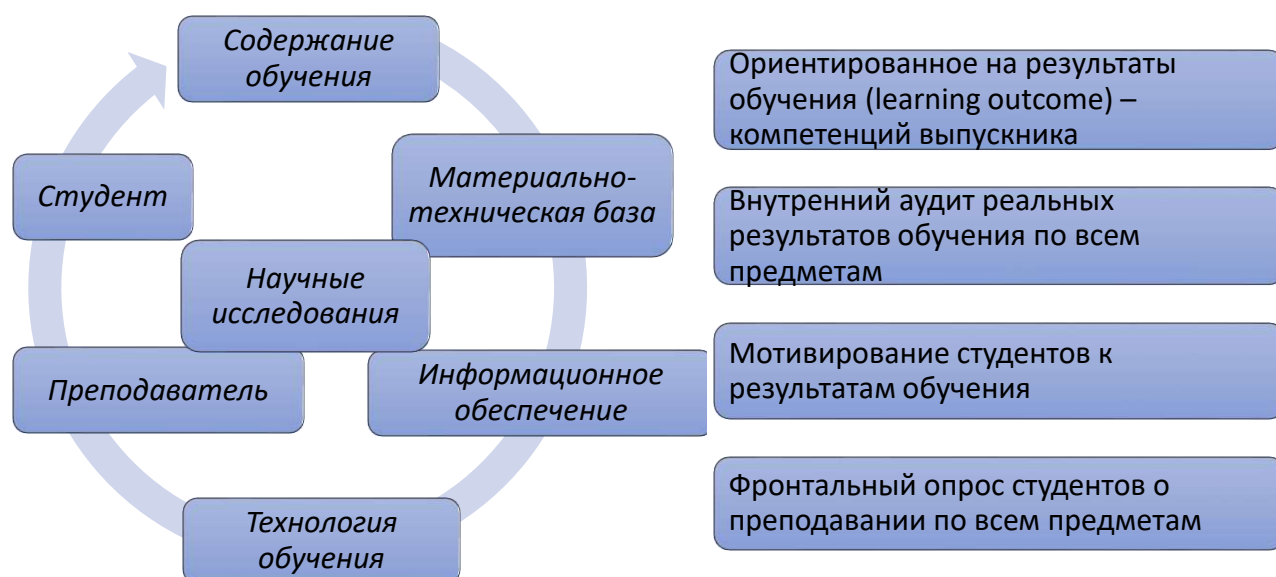 Содержание
обучения
Материально-
техническая база
Студент
Научные
исследования
Преподаватель
Информационное
обеспечение
Технология
обучения
Ориентированное на результаты
обучения (learning outcome) –
компетенций выпускника
Внутренний аудит реальных
результатов обучения по всем
предметам
Мотивирование студентов к
результатам обучения
Фронтальный опрос студентов о
преподавании по всем предметам